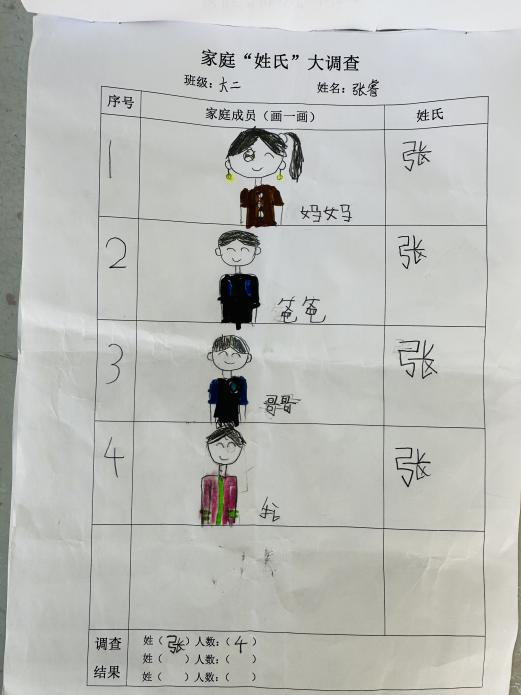 家庭“姓氏”大调查
班级：大二 姓名：张睿
序号 家庭成员（画一画） 姓氏
1 妈妈 张
2 爸爸 张
3 哥哥 张
4 我 张
调查结果
姓（张）人数：（4）
姓（ ）人数：（ ）
姓（ ）人数：（ ）